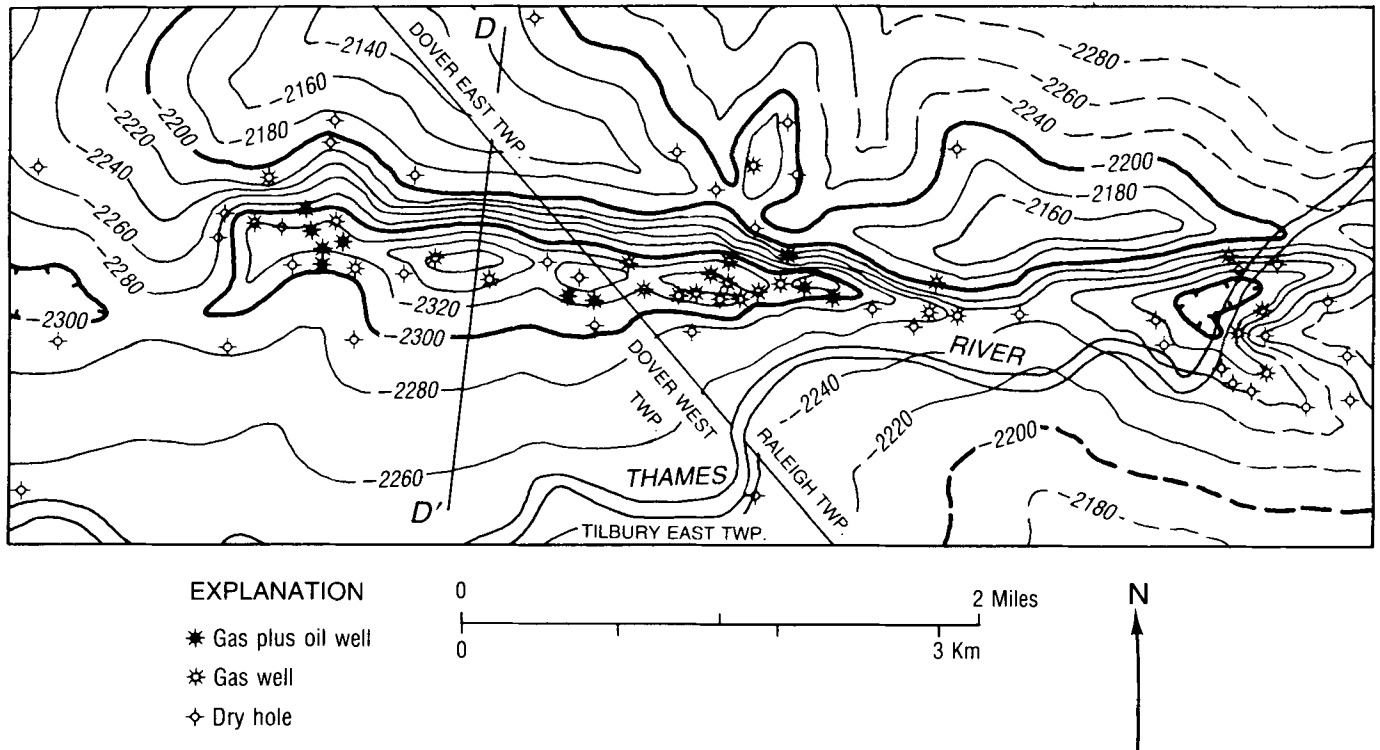 D
DOVER EAST TWP.
-2140
-2160
-2180
-2200
-2220
-2240
-2260
-2280
-2300
-2280
-2260
-2240
-2200
-2180
-2160
-2320
-2300
-2280
-2260
D'
DOVER WEST
TWP.
RIVER
-2240
-2220
-2200
-2180
THAMES
RALEIGH TWP.
TILBURY EAST TWP.
EXPLANATION
Gas plus oil well
Gas well
Dry hole
0 2 Miles
0 3 Km
N